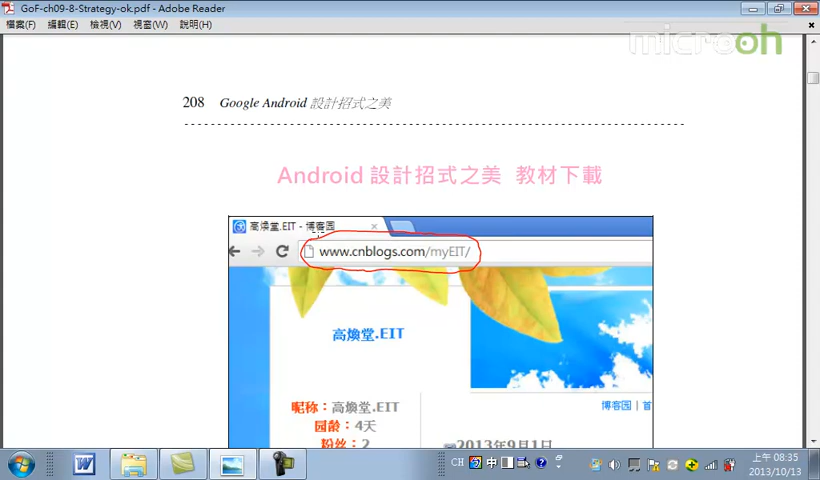 GoF-ch09-8-Strategy-ok.pdf - Adobe Reader
檔案(F) 編輯(E) 檢視(V) 視窗(W) 說明(H)
microoh
208 Google Android 設計招式之美
Android 設計招式之美 教材下載
高煥堂.EIT - 博客园
www.cnblogs.com/myEIT/
高煥堂.EIT
博客园 | 首
昵称：高煥堂.EIT
园龄：4天
粉丝：2
2013年9月1日
CH 中
上午 08:35
2013/10/13